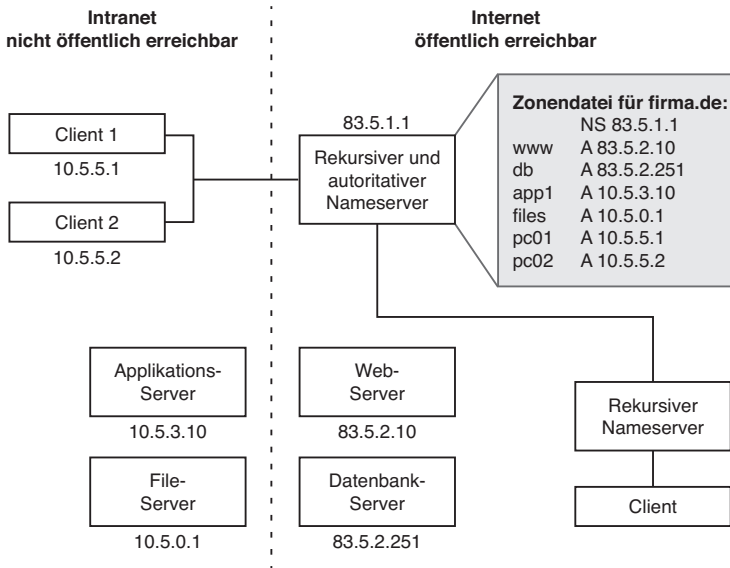 Intranet
nicht öffentlich erreichbar
Internet
öffentlich erreichbar
Client 1
10.5.5.1
Client 2
10.5.5.2
83.5.1.1
Rekursiver und
autoritativer
Nameserver
Zonendatei für firma.de:
NS 83.5.1.1
www A 83.5.2.10
db A 83.5.2.251
app1 A 10.5.3.10
files A 10.5.0.1
pc01 A 10.5.5.1
pc02 A 10.5.5.2
Applikations-
Server
10.5.3.10
File-
Server
10.5.0.1
Web-
Server
83.5.2.10
Datenbank-
Server
83.5.2.251
Rekursiver
Nameserver
Client